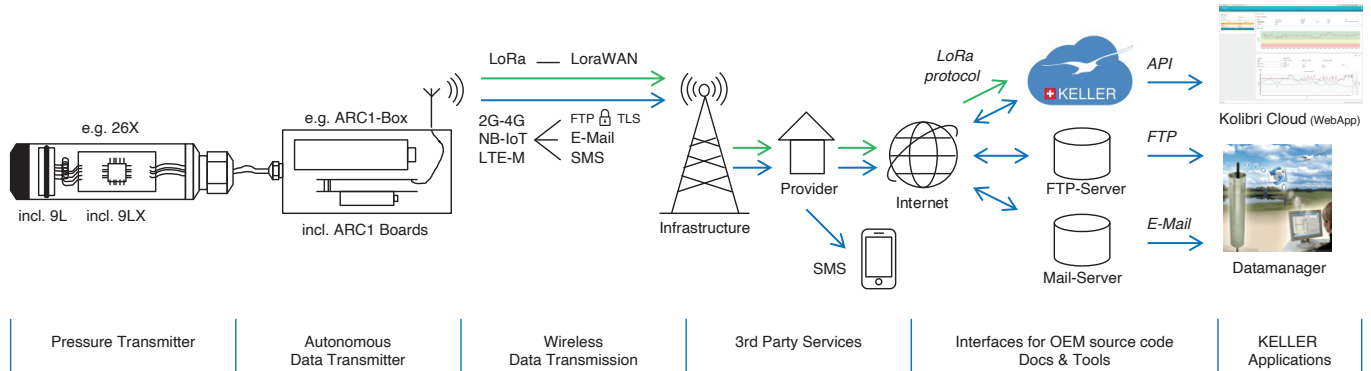 e.g. 26X
incl. 9L
incl. 9LX
e.g. ARC1-Box
incl. ARC1 Boards
LoRa — LoraWAN
2G-4G
NB-IoT
LTE-M
FTP TLS
E-Mail
SMS
Infrastructure
Provider
SMS
Internet
LoRa
protocol
KELLER
API
Kolibri Cloud (WebApp)
FTP-Server
FTP
Mail-Server
E-Mail
Datamanager
Pressure Transmitter
Autonomous
Data Transmitter
Wireless
Data Transmission
3rd Party Services
Interfaces for OEM source code
Docs & Tools
KELLER
Applications